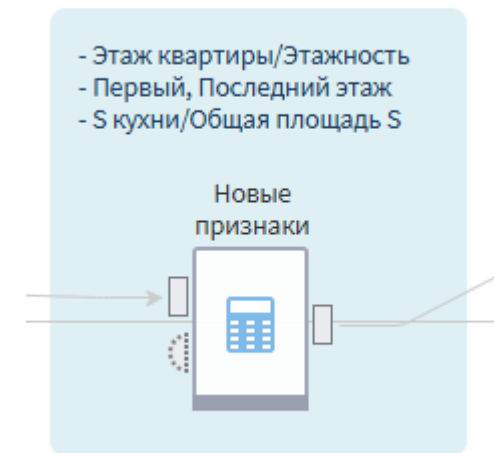 - Этаж квартиры/Этажность
- Первый, Последний этаж
- S кухни/Общая площадь S
Новые
признаки